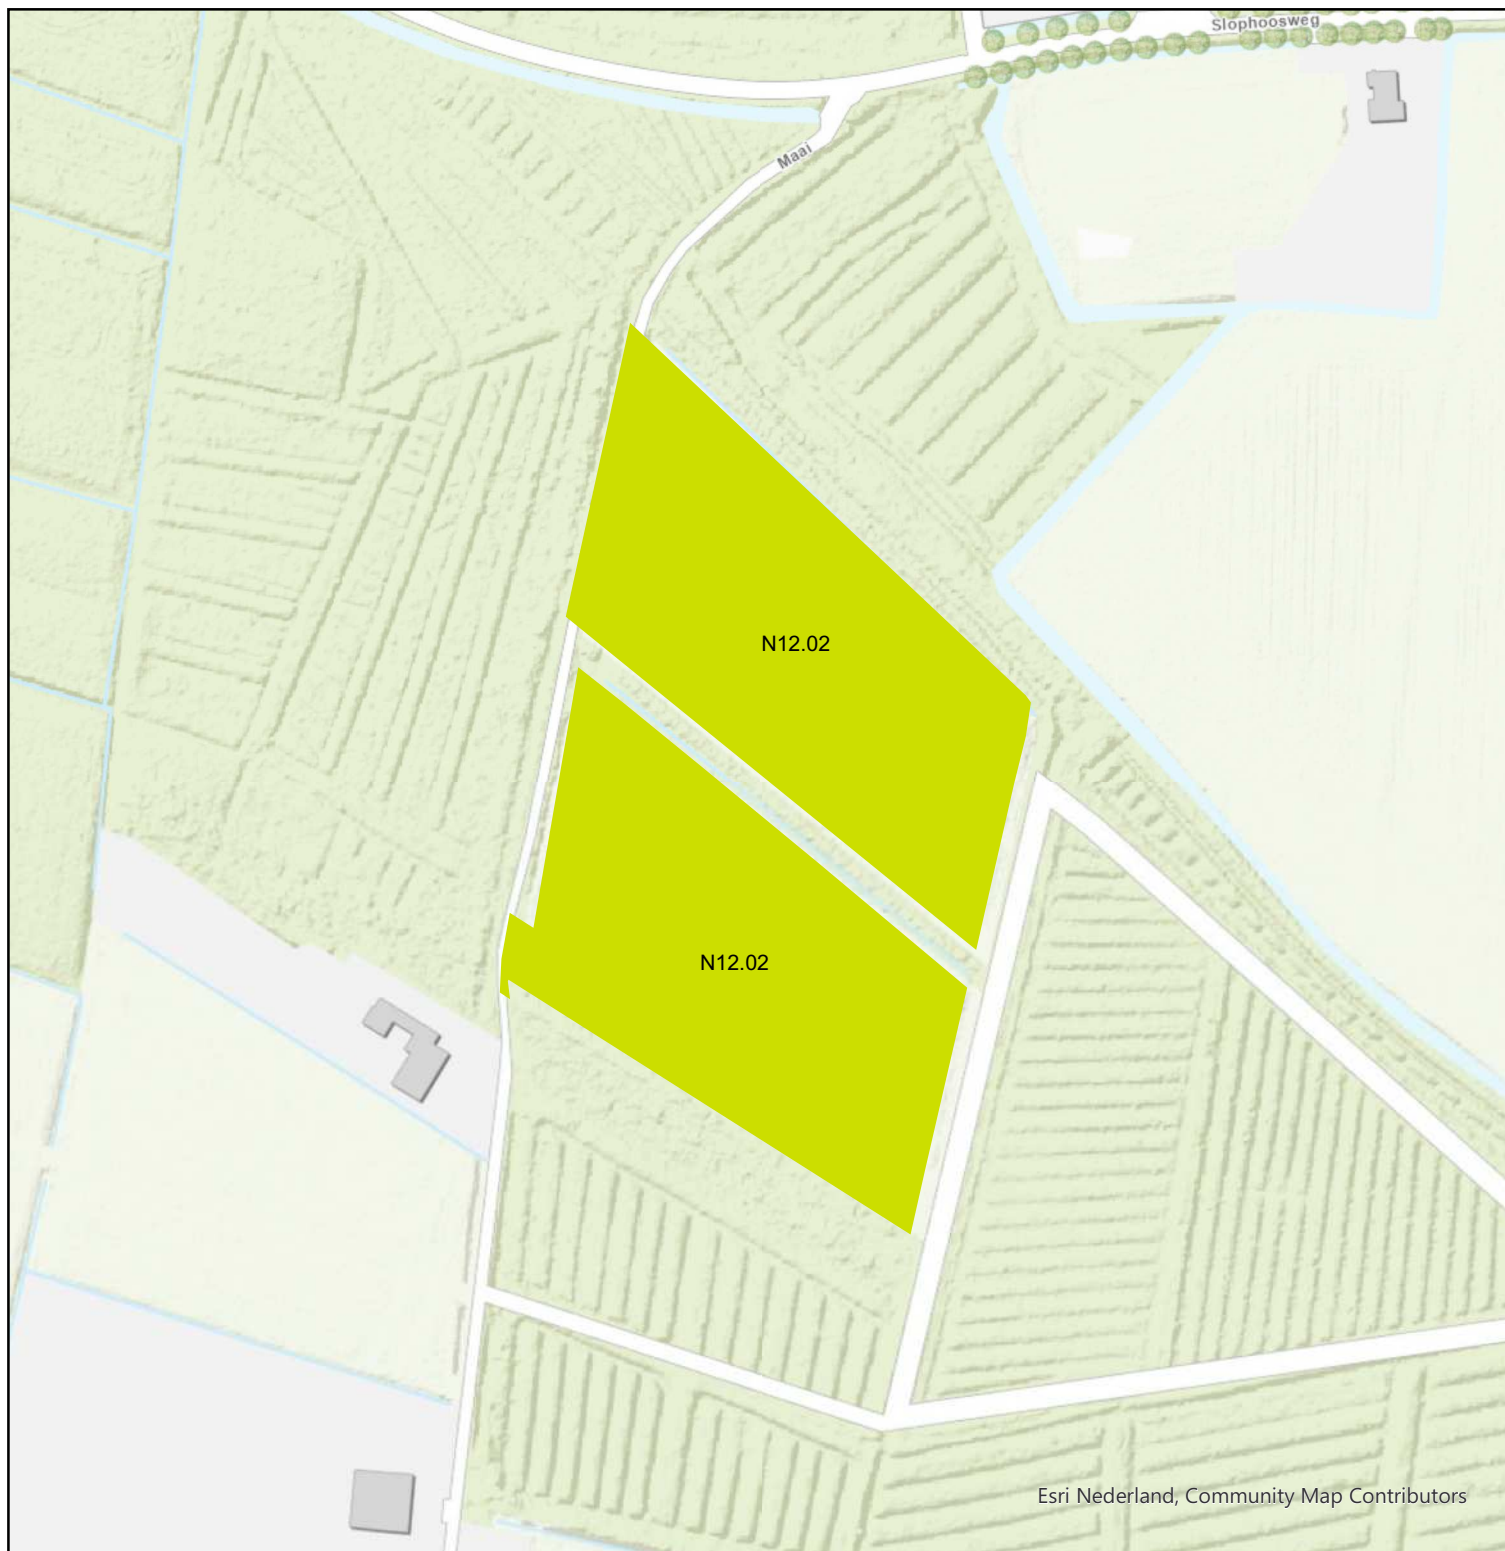 Slophoosweg
Maai
N12.02
N12.02
Esri Nederland, Community Map Contributors